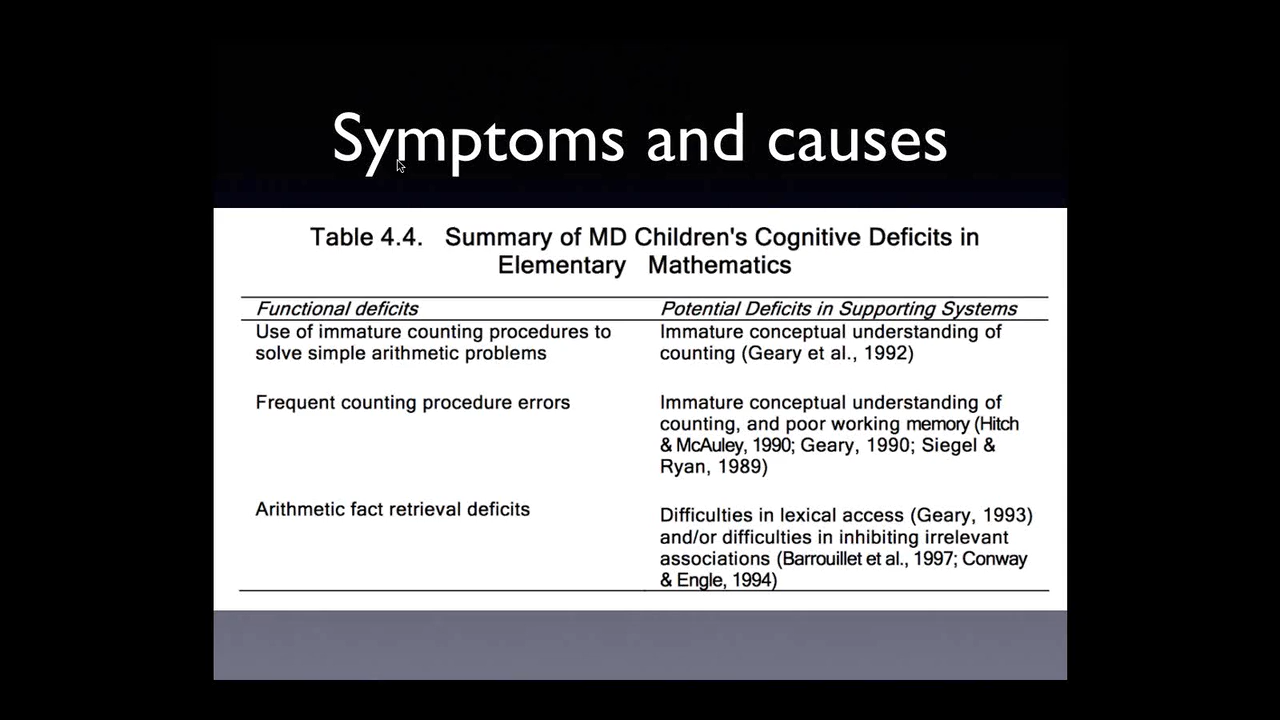 Symptoms and causes
Table 4.4. Summary of MD Children's Cognitive Deficits in
Elementary Mathematics
Functional deficits
Potential Deficits in Supporting Systems
Use of immature counting procedures to
solve simple arithmetic problems
Immature conceptual understanding of
counting (Geary et al., 1992)
Frequent counting procedure errors
Immature conceptual understanding of
counting, and poor working memory (Hitch
& McAuley, 1990; Geary, 1990; Siegel &
Ryan, 1989)
Arithmetic fact retrieval deficits
Difficulties in lexical access (Geary, 1993)
and/or difficulties in inhibiting irrelevant
associations (Barrouillet et al., 1997; Conway
& Engle, 1994)